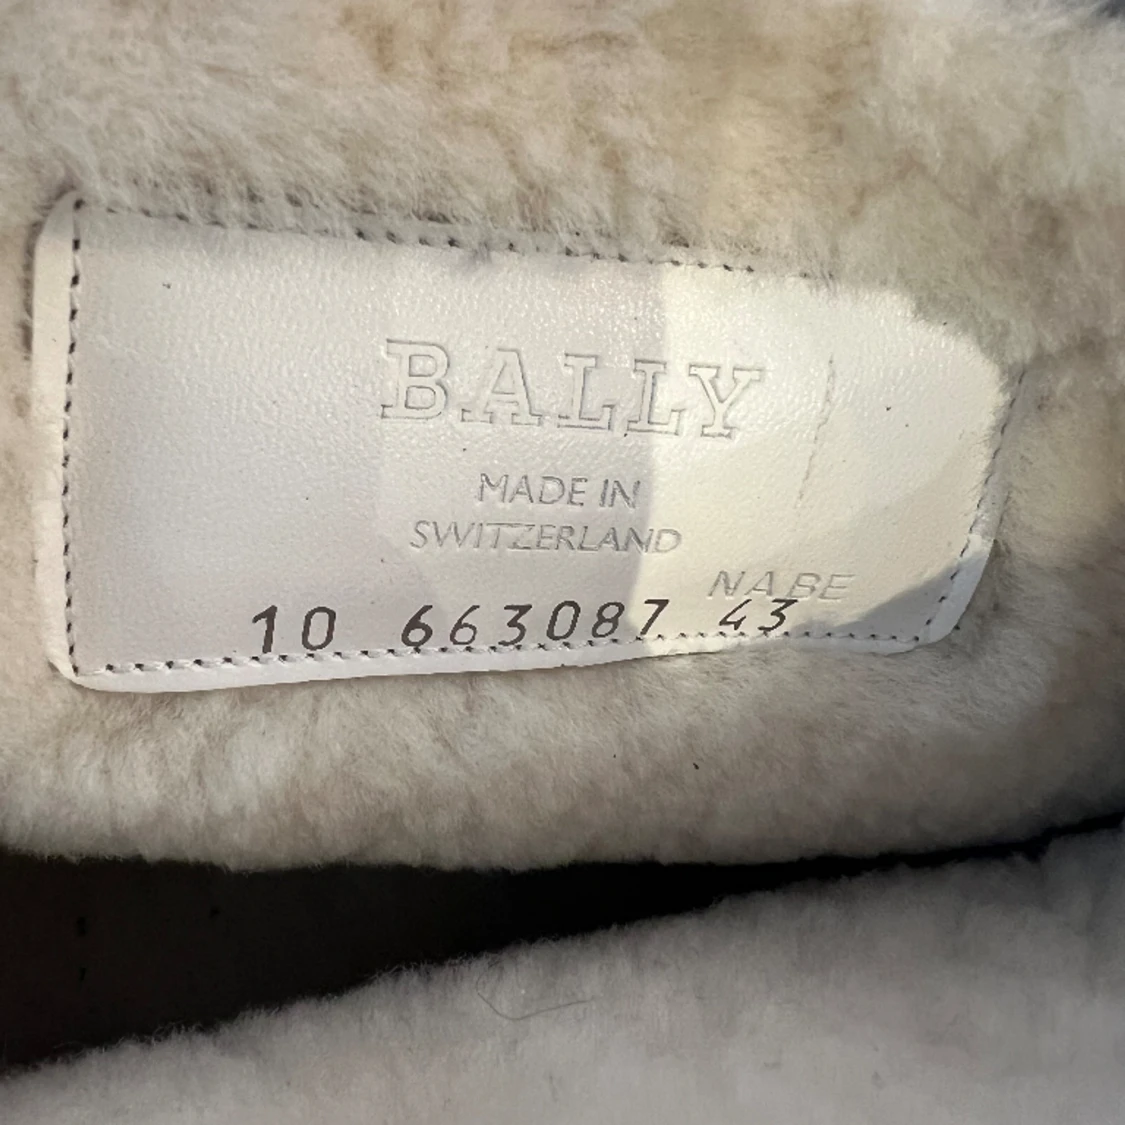 BALLY
MADE IN
SWITZERLAND
NABE
10 663087 43